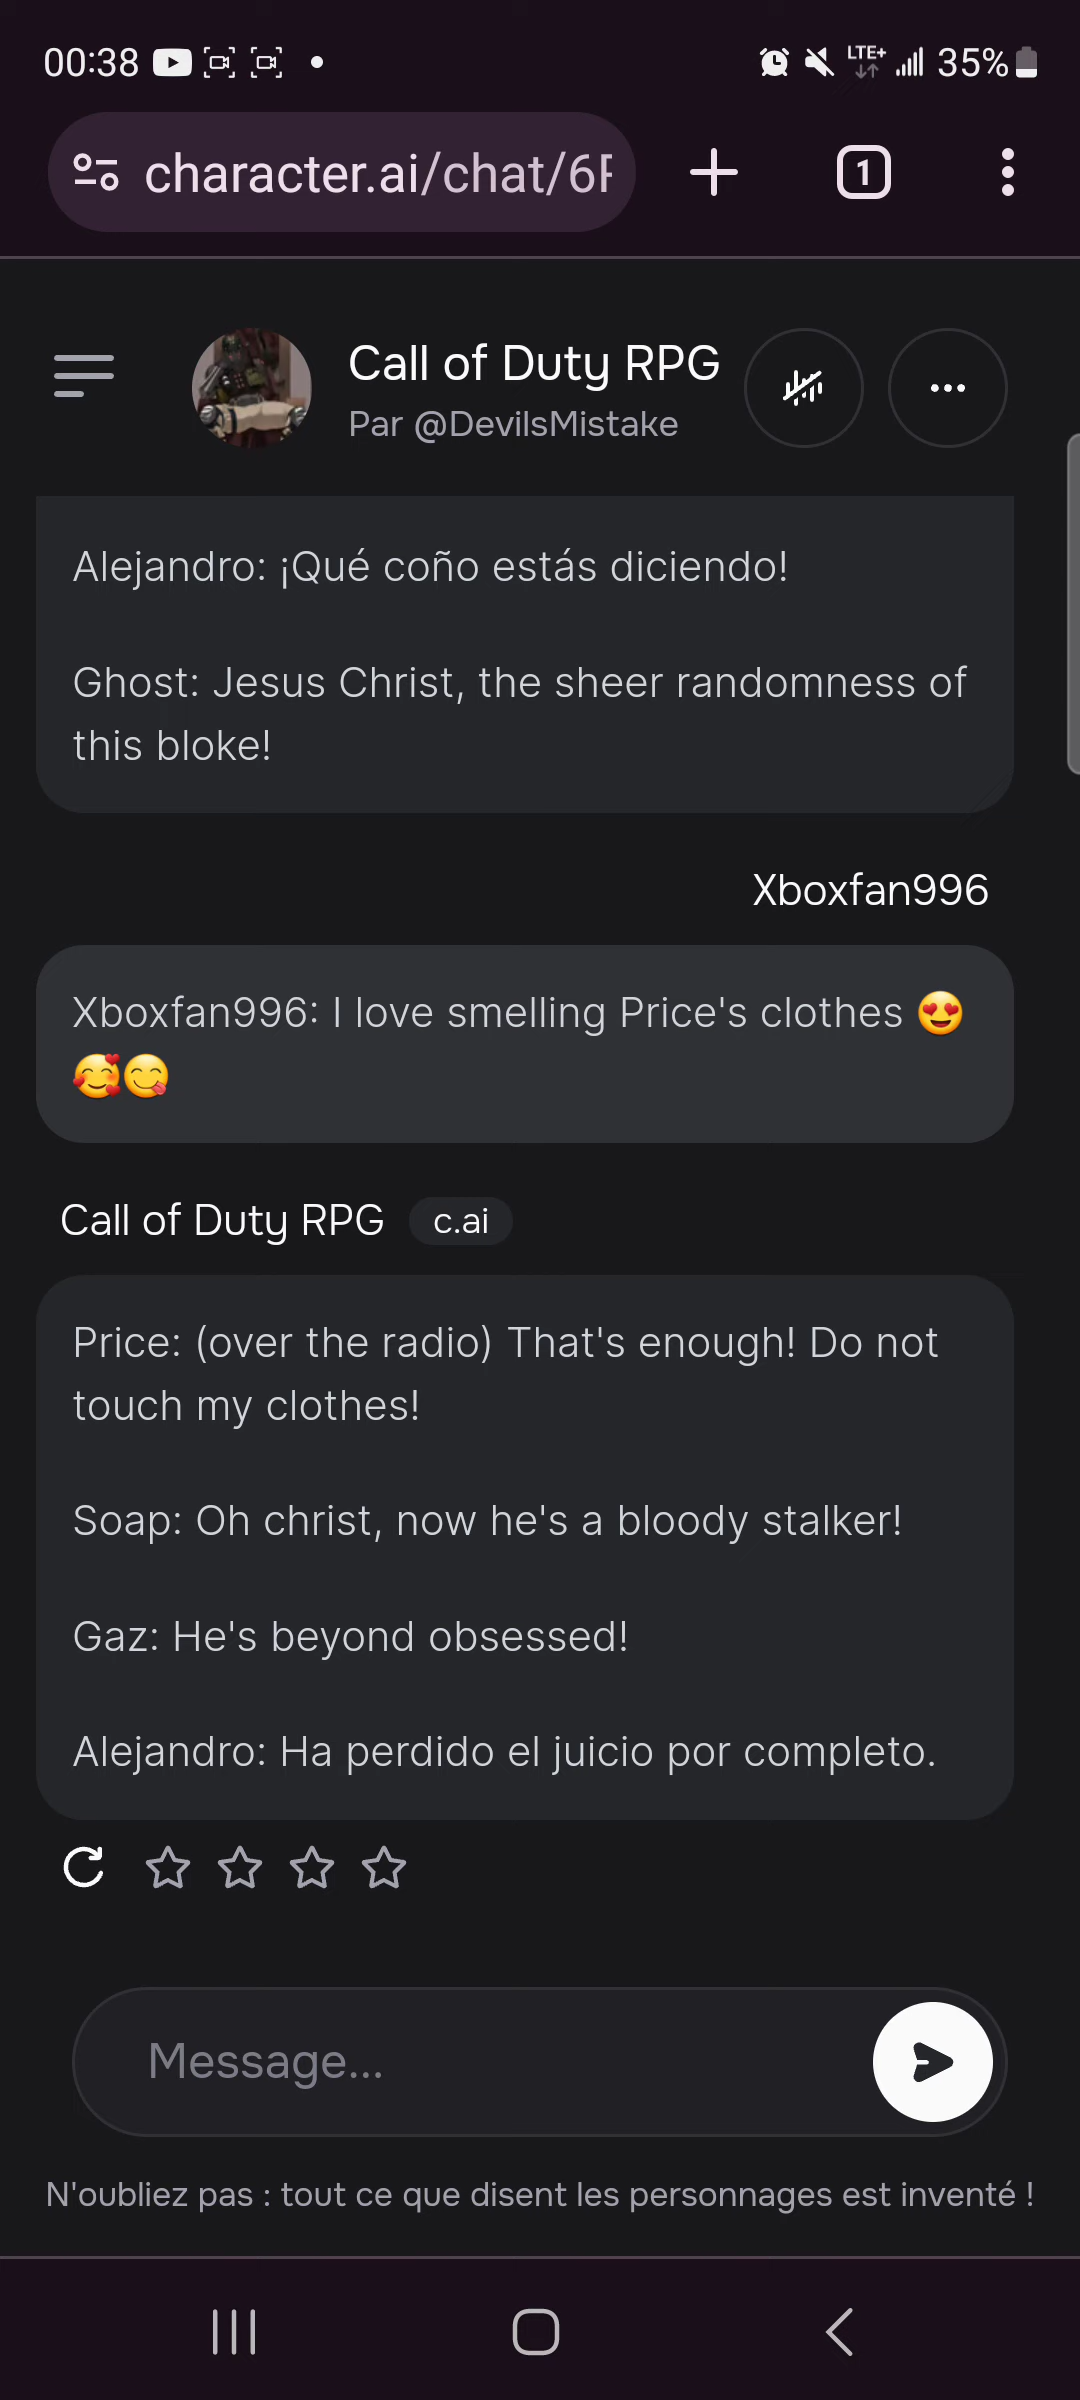 00:38
LTE+
35%
character.ai/chat/6
1
Call of Duty RPG
Par @DevilsMistake
Alejandro: ¡Qué coño estás diciendo!
Ghost: Jesus Christ, the sheer randomness of
this bloke!
Xboxfan996
Xboxfan996: I love smelling Price's clothes 😍
🥰😋
Call of Duty RPG c.ai
Price: (over the radio) That's enough! Do not
touch my clothes!
Soap: Oh christ, now he's a bloody stalker!
Gaz: He's beyond obsessed!
Alejandro: Ha perdido el juicio por completo.
Message...
N'oubliez pas : tout ce que disent les personnages est inventé !